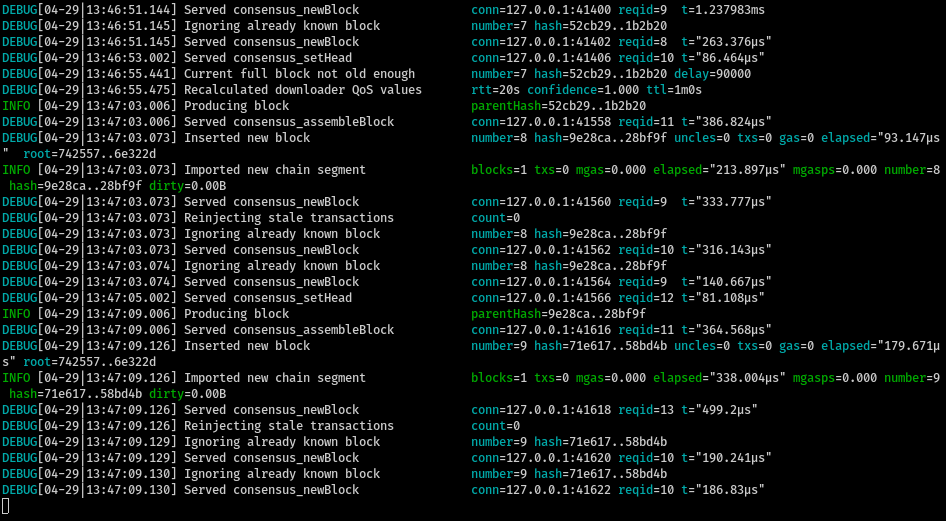 DEBUG[04-29|13:46:51.144] Served consensus_newBlock conn=127.0.0.1:41400 reqid=9 t=1.237983ms
DEBUG[04-29|13:46:51.145] Ignoring already known block number=7 hash=52cb29..1b2b20
DEBUG[04-29|13:46:51.145] Served consensus_newBlock conn=127.0.0.1:41402 reqid=8 t="263.376µs"
DEBUG[04-29|13:46:53.002] Served consensus_setHead conn=127.0.0.1:41406 reqid=10 t="86.464µs"
DEBUG[04-29|13:46:55.441] Current full block not old enough number=7 hash=52cb29..1b2b20 delay=90000
DEBUG[04-29|13:46:55.475] Recalculated downloader QoS values rtt=20s confidence=1.000 ttl=1m0s
INFO [04-29|13:47:03.006] Producing block parentHash=52cb29..1b2b20
DEBUG[04-29|13:47:03.006] Served consensus_assembleBlock conn=127.0.0.1:41558 reqid=11 t="386.824µs"
DEBUG[04-29|13:47:03.073] Inserted new block number=8 hash=9e28ca..28bf9f uncles=0 txs=0 gas=0 elapsed="93.147µs
" root=742557..6e322d
INFO [04-29|13:47:03.073] Imported new chain segment blocks=1 txs=0 mgas=0.000 elapsed="213.897µs" mgasps=0.000 number=8
hash=9e28ca..28bf9f dirty=0.00B
DEBUG[04-29|13:47:03.073] Served consensus_newBlock conn=127.0.0.1:41560 reqid=9 t="333.777µs"
DEBUG[04-29|13:47:03.073] Reinjecting stale transactions count=0
DEBUG[04-29|13:47:03.073] Ignoring already known block number=8 hash=9e28ca..28bf9f
DEBUG[04-29|13:47:03.073] Served consensus_newBlock conn=127.0.0.1:41562 reqid=10 t="316.143µs"
DEBUG[04-29|13:47:03.074] Ignoring already known block number=8 hash=9e28ca..28bf9f
DEBUG[04-29|13:47:03.074] Served consensus_newBlock conn=127.0.0.1:41564 reqid=9 t="140.667µs"
DEBUG[04-29|13:47:05.002] Served consensus_setHead conn=127.0.0.1:41566 reqid=12 t="81.108µs"
INFO [04-29|13:47:09.006] Producing block parentHash=9e28ca..28bf9f
DEBUG[04-29|13:47:09.006] Served consensus_assembleBlock conn=127.0.0.1:41616 reqid=11 t="364.568µs"
DEBUG[04-29|13:47:09.126] Inserted new block number=9 hash=71e617..58bd4b uncles=0 txs=0 gas=0 elapsed="179.671µ
s" root=742557..6e322d
INFO [04-29|13:47:09.126] Imported new chain segment blocks=1 txs=0 mgas=0.000 elapsed="338.004µs" mgasps=0.000 number=9
hash=71e617..58bd4b dirty=0.00B
DEBUG[04-29|13:47:09.126] Served consensus_newBlock conn=127.0.0.1:41618 reqid=13 t="499.2µs"
DEBUG[04-29|13:47:09.126] Reinjecting stale transactions count=0
DEBUG[04-29|13:47:09.129] Ignoring already known block number=9 hash=71e617..58bd4b
DEBUG[04-29|13:47:09.129] Served consensus_newBlock conn=127.0.0.1:41620 reqid=10 t="190.241µs"
DEBUG[04-29|13:47:09.130] Ignoring already known block number=9 hash=71e617..58bd4b
DEBUG[04-29|13:47:09.130] Served consensus_newBlock conn=127.0.0.1:41622 reqid=10 t="186.83µs"